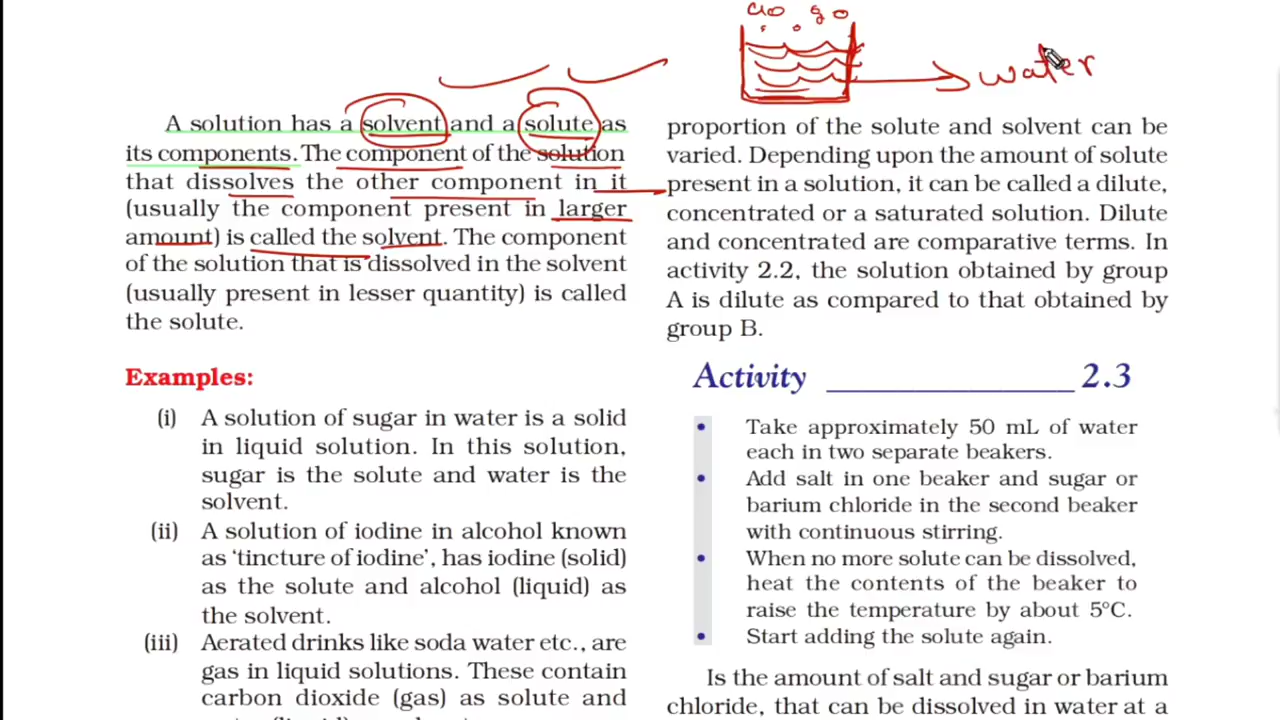 water
A solution has a solvent and a solute as
its components. The component of the solution
that dissolves the other component in it
(usually the component present in larger
amount) is called the solvent. The component
of the solution that is dissolved in the solvent
(usually present in lesser quantity) is called
the solute.
Examples:
(i) A solution of sugar in water is a solid
in liquid solution. In this solution,
sugar is the solute and water is the
solvent.
(ii) A solution of iodine in alcohol known
as ‘tincture of iodine’, has iodine (solid)
as the solute and alcohol (liquid) as
the solvent.
(iii) Aerated drinks like soda water etc., are
gas in liquid solutions. These contain
carbon dioxide (gas) as solute and
proportion of the solute and solvent can be
varied. Depending upon the amount of solute
present in a solution, it can be called a dilute,
concentrated or a saturated solution. Dilute
and concentrated are comparative terms. In
activity 2.2, the solution obtained by group
A is dilute as compared to that obtained by
group B.
Activity 2.3
• Take approximately 50 mL of water
each in two separate beakers.
• Add salt in one beaker and sugar or
barium chloride in the second beaker
with continuous stirring.
• When no more solute can be dissolved,
heat the contents of the beaker to
raise the temperature by about 5°C.
• Start adding the solute again.
Is the amount of salt and sugar or barium
chloride, that can be dissolved in water at a